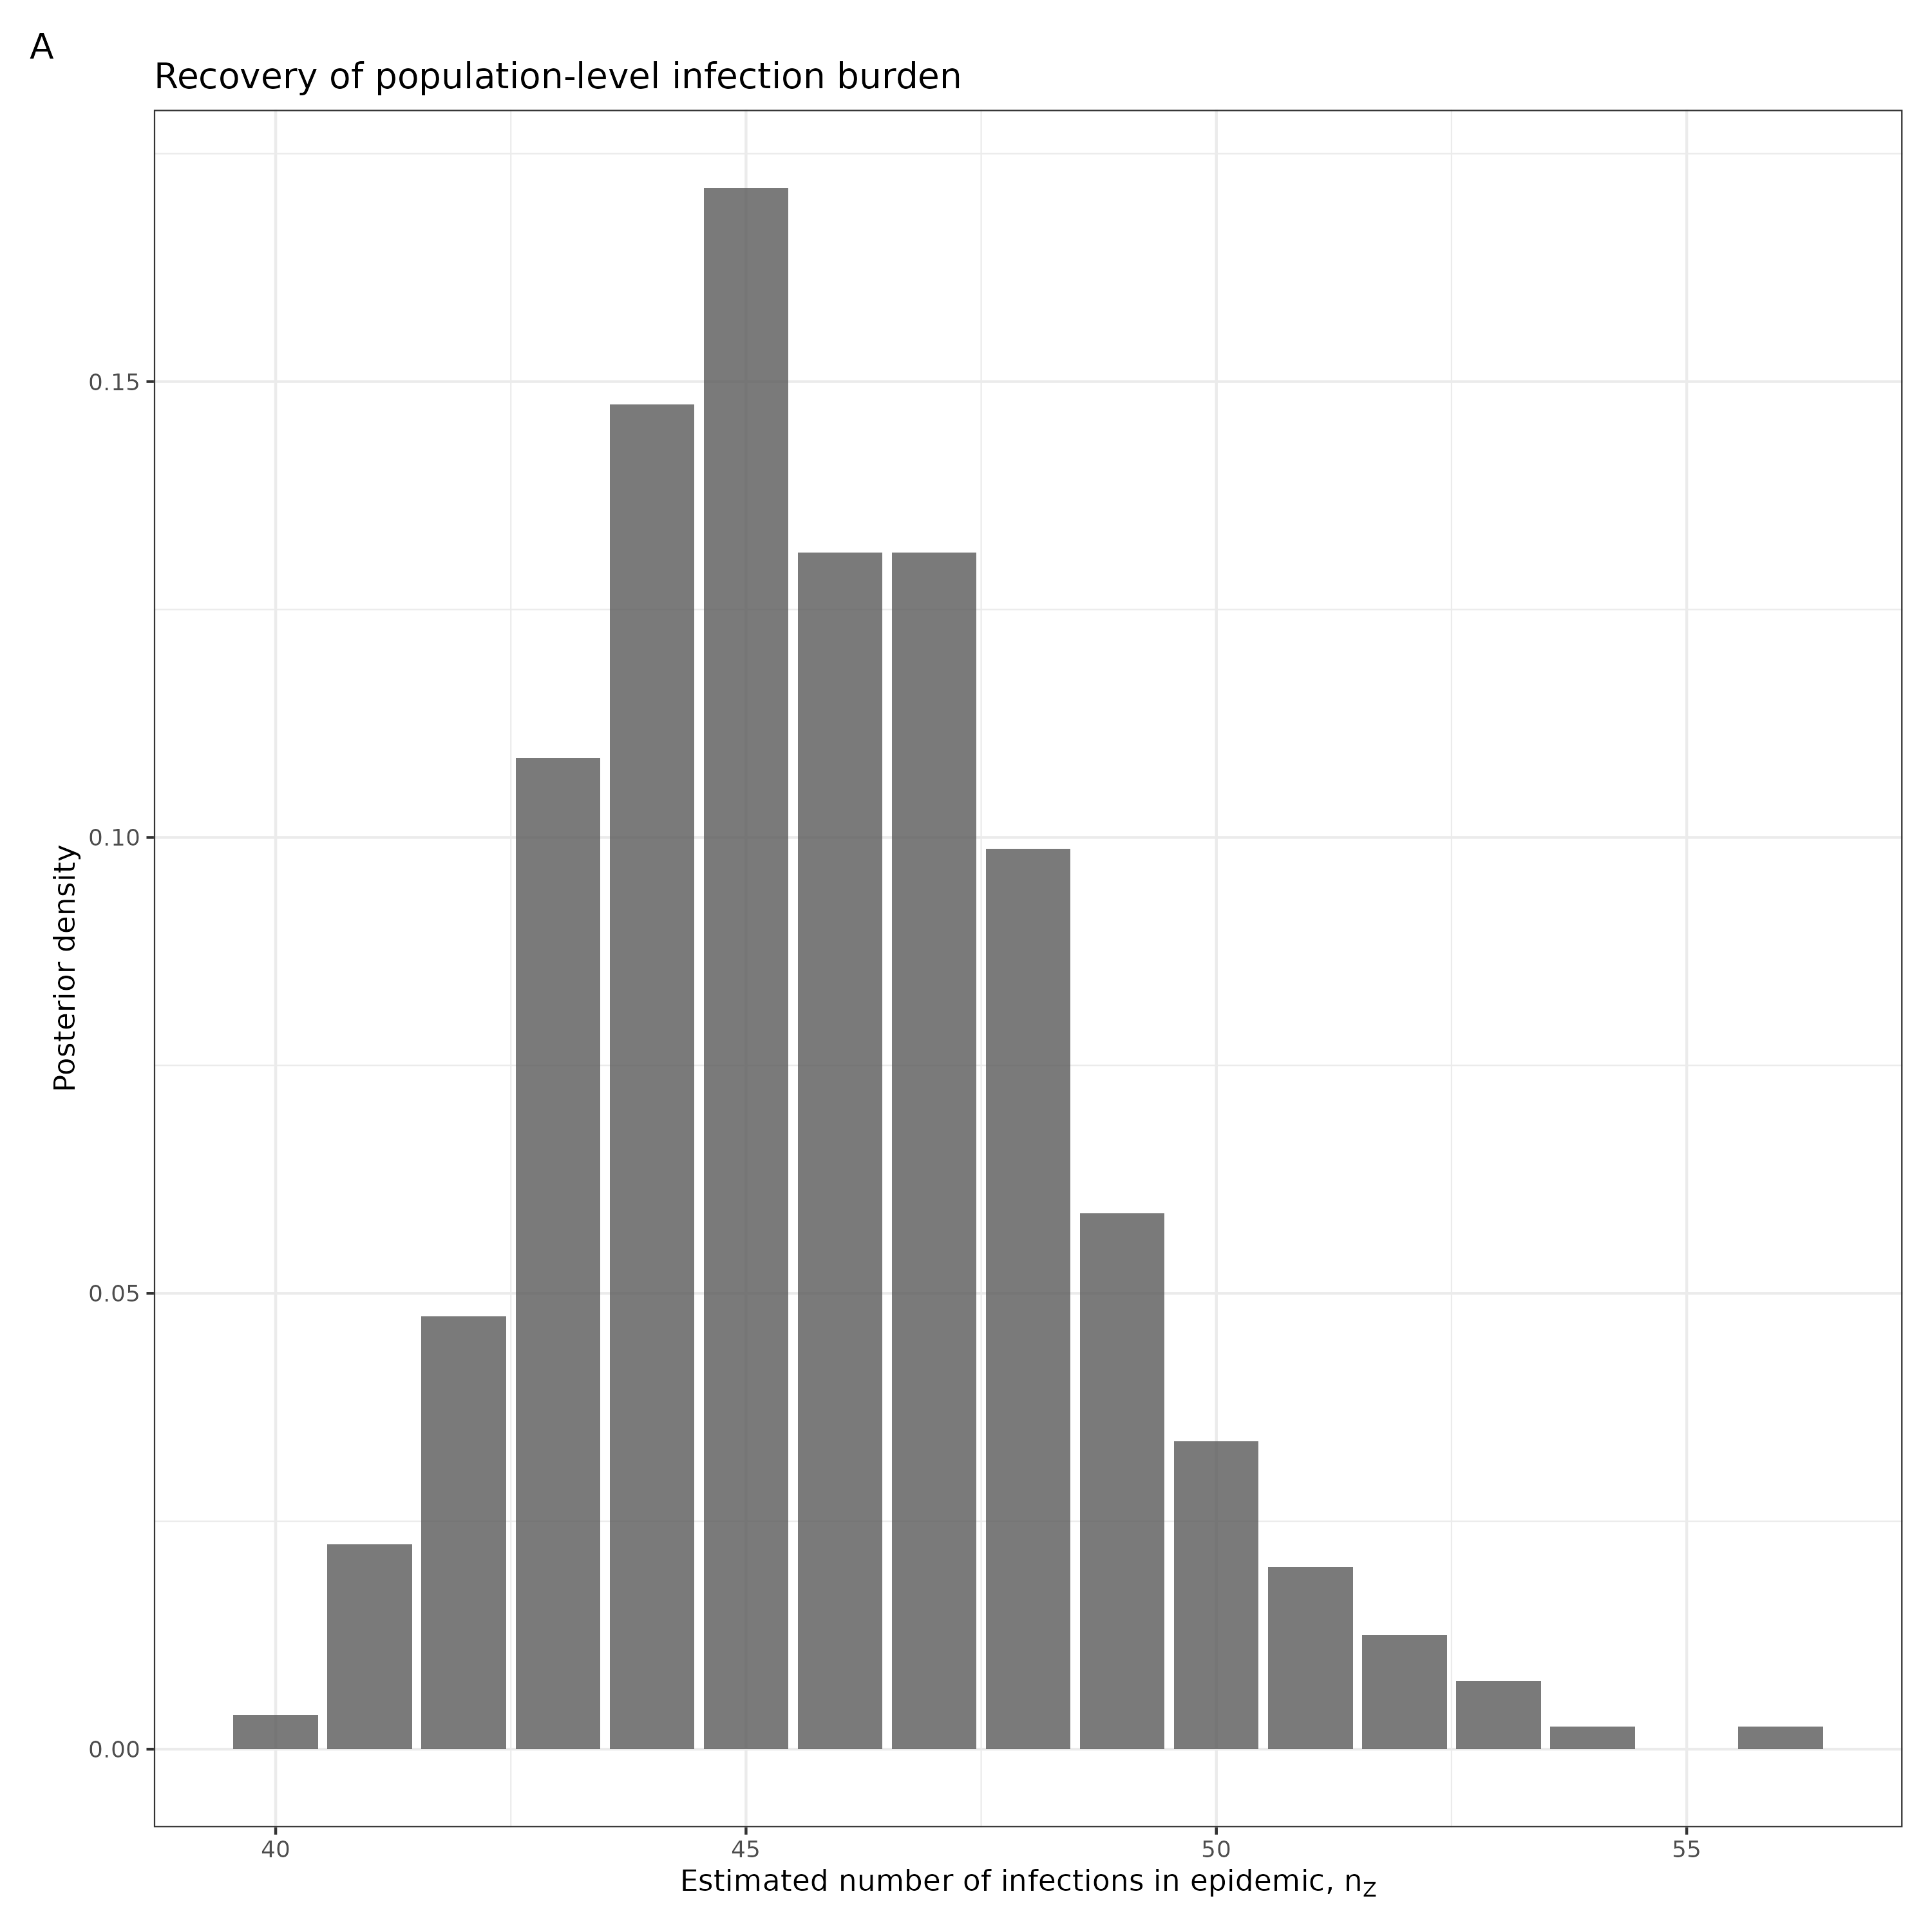 A
Recovery of population-level infection burden
0.15
0.10
0.05
0.00
Posterior density
40 45 50 55
Estimated number of infections in epidemic, nZ